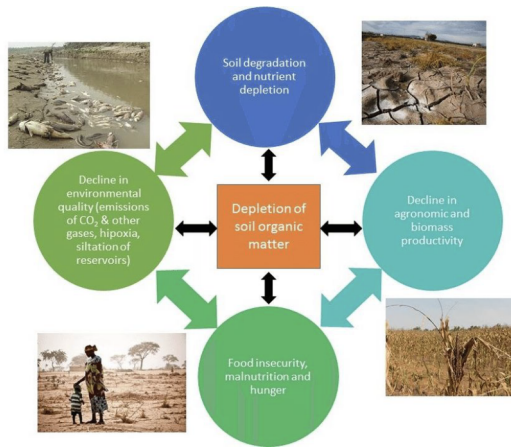 Soil degradation
and nutrient
depletion
Decline in
environmental
quality (emissions
of CO₂ & other
gases, hipoxia,
siltation of
reservoirs)
Depletion of
soil organic
matter
Decline in
agronomic and
biomass
productivity
Food insecurity,
malnutrition and
hunger